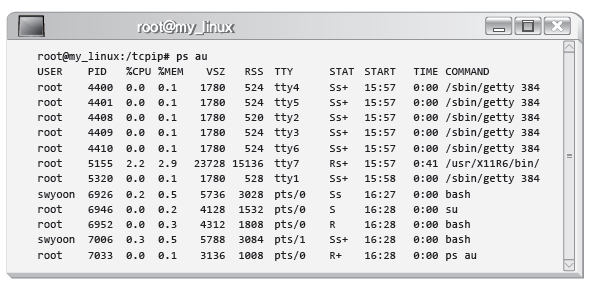 root@my_linux
root@my_linux:/tcpip# ps au
USER PID %CPU %MEM VSZ RSS TTY STAT START TIME COMMAND
root 4400 0.0 0.1 1780 524 tty4 Ss+ 15:57 0:00 /sbin/getty 384
root 4401 0.0 0.1 1780 524 tty5 Ss+ 15:57 0:00 /sbin/getty 384
root 4408 0.0 0.1 1780 520 tty2 Ss+ 15:57 0:00 /sbin/getty 384
root 4409 0.0 0.1 1780 524 tty3 Ss+ 15:57 0:00 /sbin/getty 384
root 4410 0.0 0.1 1780 524 tty6 Ss+ 15:57 0:00 /sbin/getty 384
root 5155 2.2 2.9 23728 15136 tty7 Rs+ 15:57 0:41 /usr/X11R6/bin/
root 5320 0.0 0.1 1780 528 tty1 Ss+ 15:58 0:00 /sbin/getty 384
swyoon 6926 0.2 0.5 5736 3028 pts/0 Ss 16:27 0:00 bash
root 6946 0.0 0.2 4128 1532 pts/0 S 16:28 0:00 su
root 6952 0.0 0.3 4312 1808 pts/0 R 16:28 0:00 bash
swyoon 7006 0.3 0.5 5788 3084 pts/1 Ss+ 16:28 0:00 bash
root 7033 0.0 0.1 3136 1008 pts/0 R+ 16:28 0:00 ps au